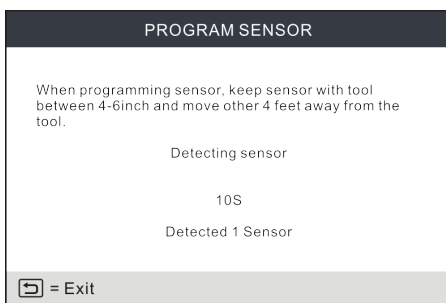 PROGRAM SENSOR
When programming sensor, keep sensor with tool
between 4-6inch and move other 4 feet away from the
tool.
Detecting sensor
10S
Detected 1 Sensor
= Exit